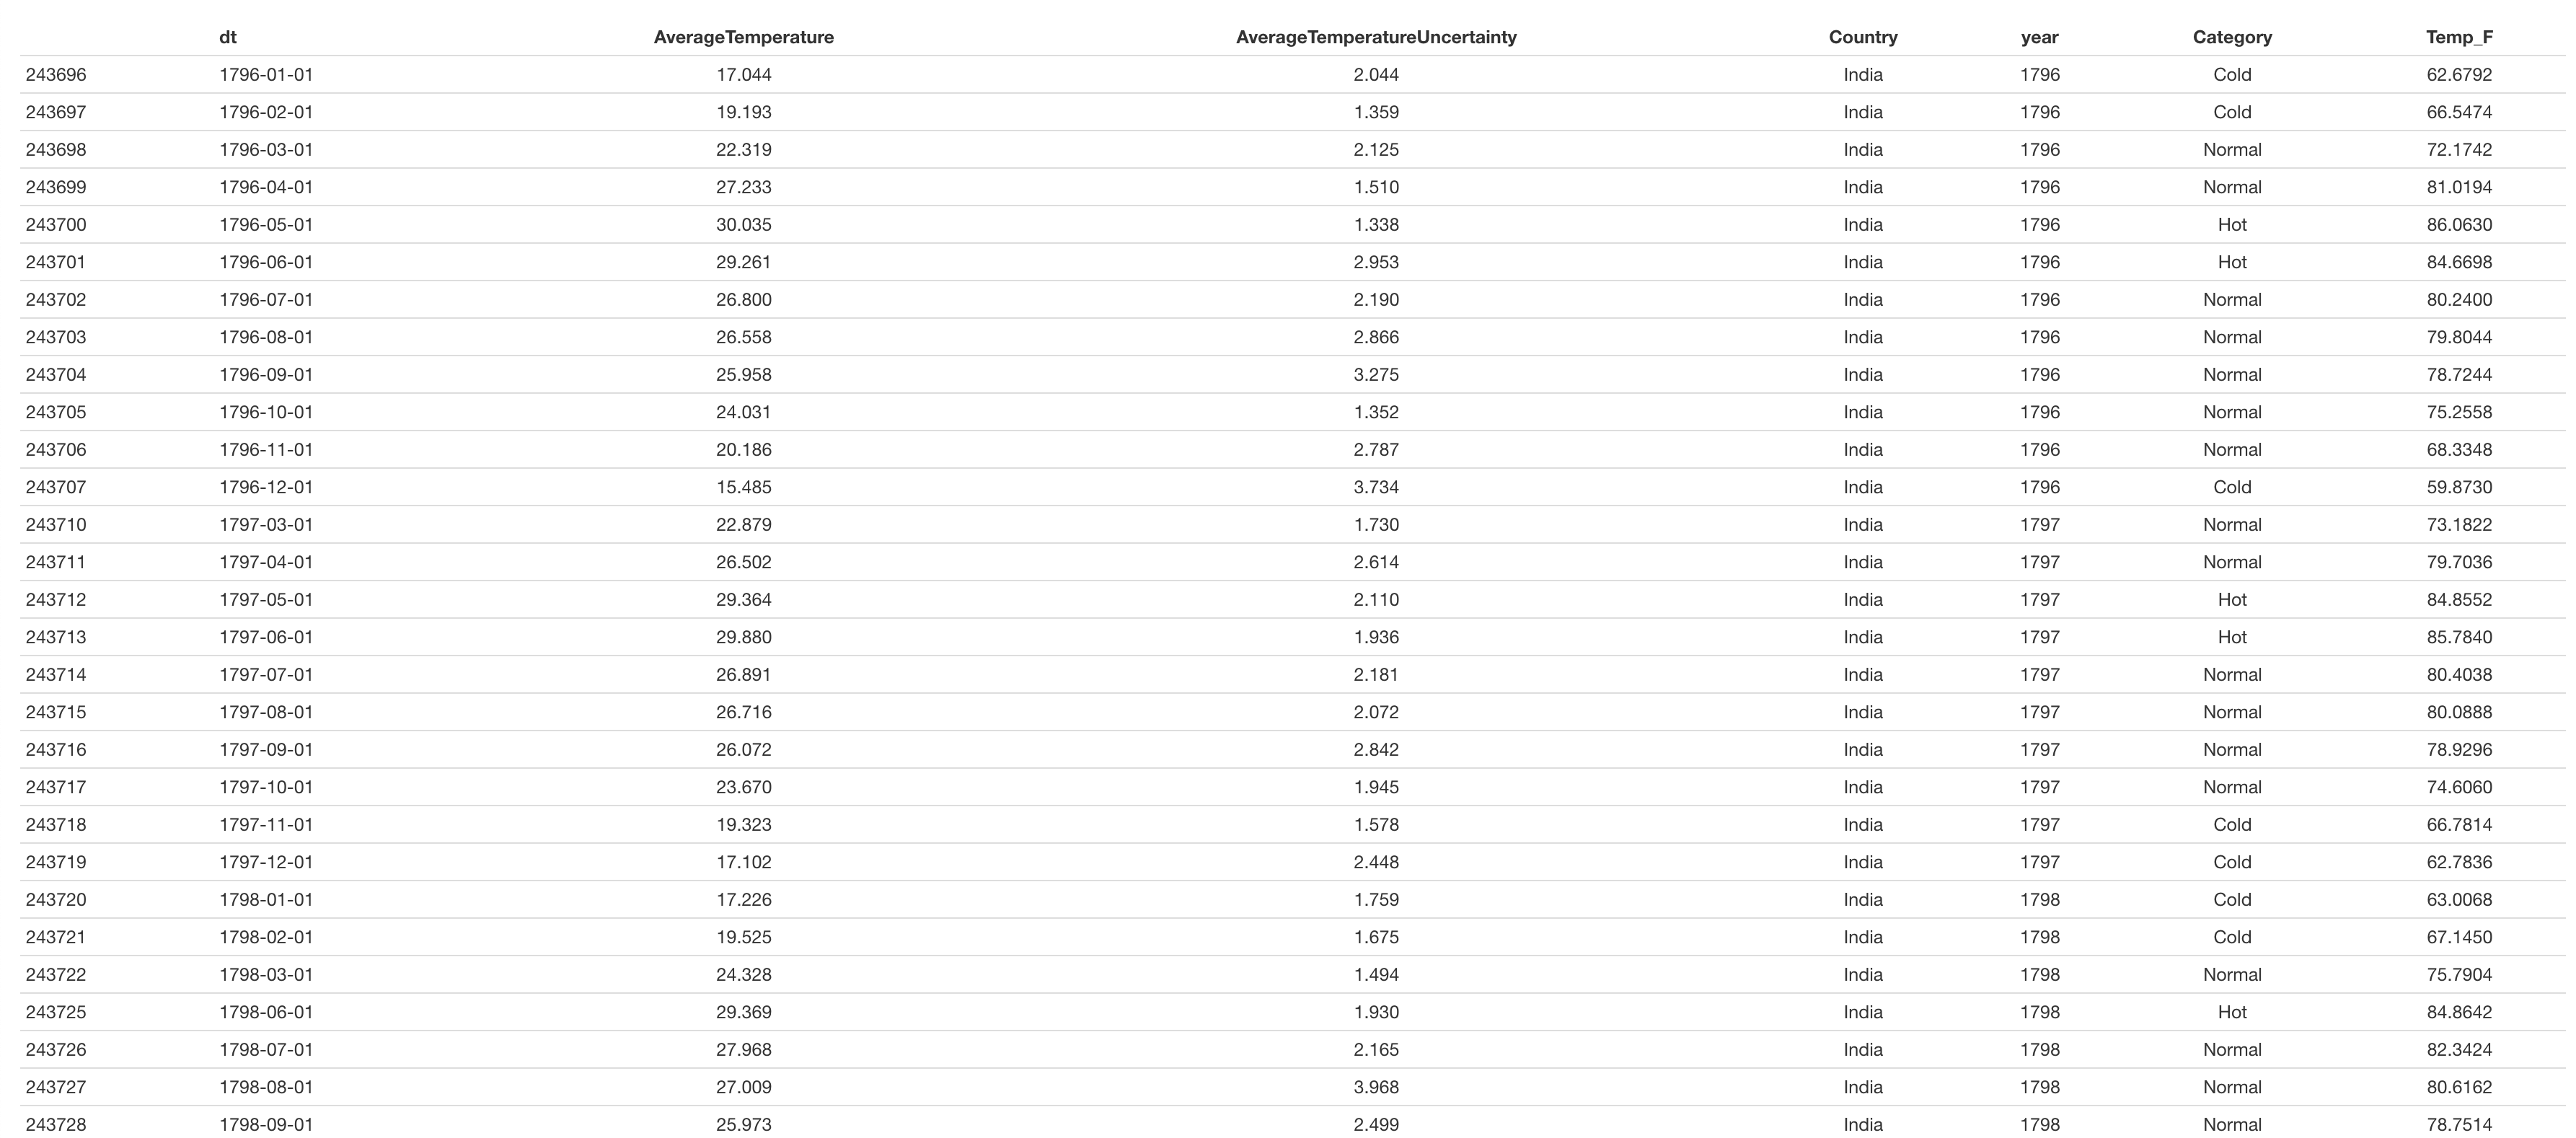 dt AverageTemperature AverageTemperatureUncertainty Country year Category Temp_F
243696 1796-01-01 17.044 2.044 India 1796 Cold 62.6792
243697 1796-02-01 19.193 1.359 India 1796 Cold 66.5474
243698 1796-03-01 22.319 2.125 India 1796 Normal 72.1742
243699 1796-04-01 27.233 1.510 India 1796 Normal 81.0194
243700 1796-05-01 30.035 1.338 India 1796 Hot 86.0630
243701 1796-06-01 29.261 2.953 India 1796 Hot 84.6698
243702 1796-07-01 26.800 2.190 India 1796 Normal 80.2400
243703 1796-08-01 26.558 2.866 India 1796 Normal 79.8044
243704 1796-09-01 25.958 3.275 India 1796 Normal 78.7244
243705 1796-10-01 24.031 1.352 India 1796 Normal 75.2558
243706 1796-11-01 20.186 2.787 India 1796 Normal 68.3348
243707 1796-12-01 15.485 3.734 India 1796 Cold 59.8730
243710 1797-03-01 22.879 1.730 India 1797 Normal 73.1822
243711 1797-04-01 26.502 2.614 India 1797 Normal 79.7036
243712 1797-05-01 29.364 2.110 India 1797 Hot 84.8552
243713 1797-06-01 29.880 1.936 India 1797 Hot 85.7840
243714 1797-07-01 26.891 2.181 India 1797 Normal 80.4038
243715 1797-08-01 26.716 2.072 India 1797 Normal 80.0888
243716 1797-09-01 26.072 2.842 India 1797 Normal 78.9296
243717 1797-10-01 23.670 1.945 India 1797 Normal 74.6060
243718 1797-11-01 19.323 1.578 India 1797 Cold 66.7814
243719 1797-12-01 17.102 2.448 India 1797 Cold 62.7836
243720 1798-01-01 17.226 1.759 India 1798 Cold 63.0068
243721 1798-02-01 19.525 1.675 India 1798 Cold 67.1450
243722 1798-03-01 24.328 1.494 India 1798 Normal 75.7904
243725 1798-06-01 29.369 1.930 India 1798 Hot 84.8642
243726 1798-07-01 27.968 2.165 India 1798 Normal 82.3424
243727 1798-08-01 27.009 3.968 India 1798 Normal 80.6162
243728 1798-09-01 25.973 2.499 India 1798 Normal 78.7514